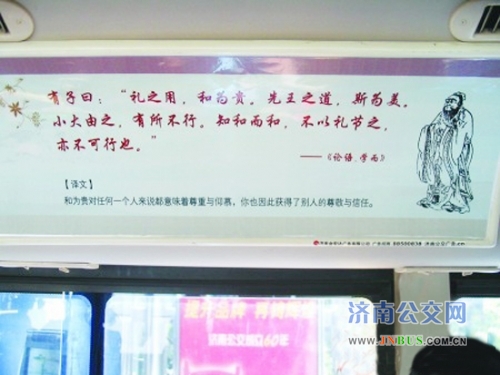 有子曰：“礼之用，和为贵。先王之道，斯为美。
小大由之，有所不行。知和而和，不以礼节之，
亦不可行也。”
——《论语·学而》
【译文】
和为贵对任何一个人来说都意味着尊重与仰慕，你也因此获得了别人的尊敬与信任。
济南公交网
www.JNBUS.com